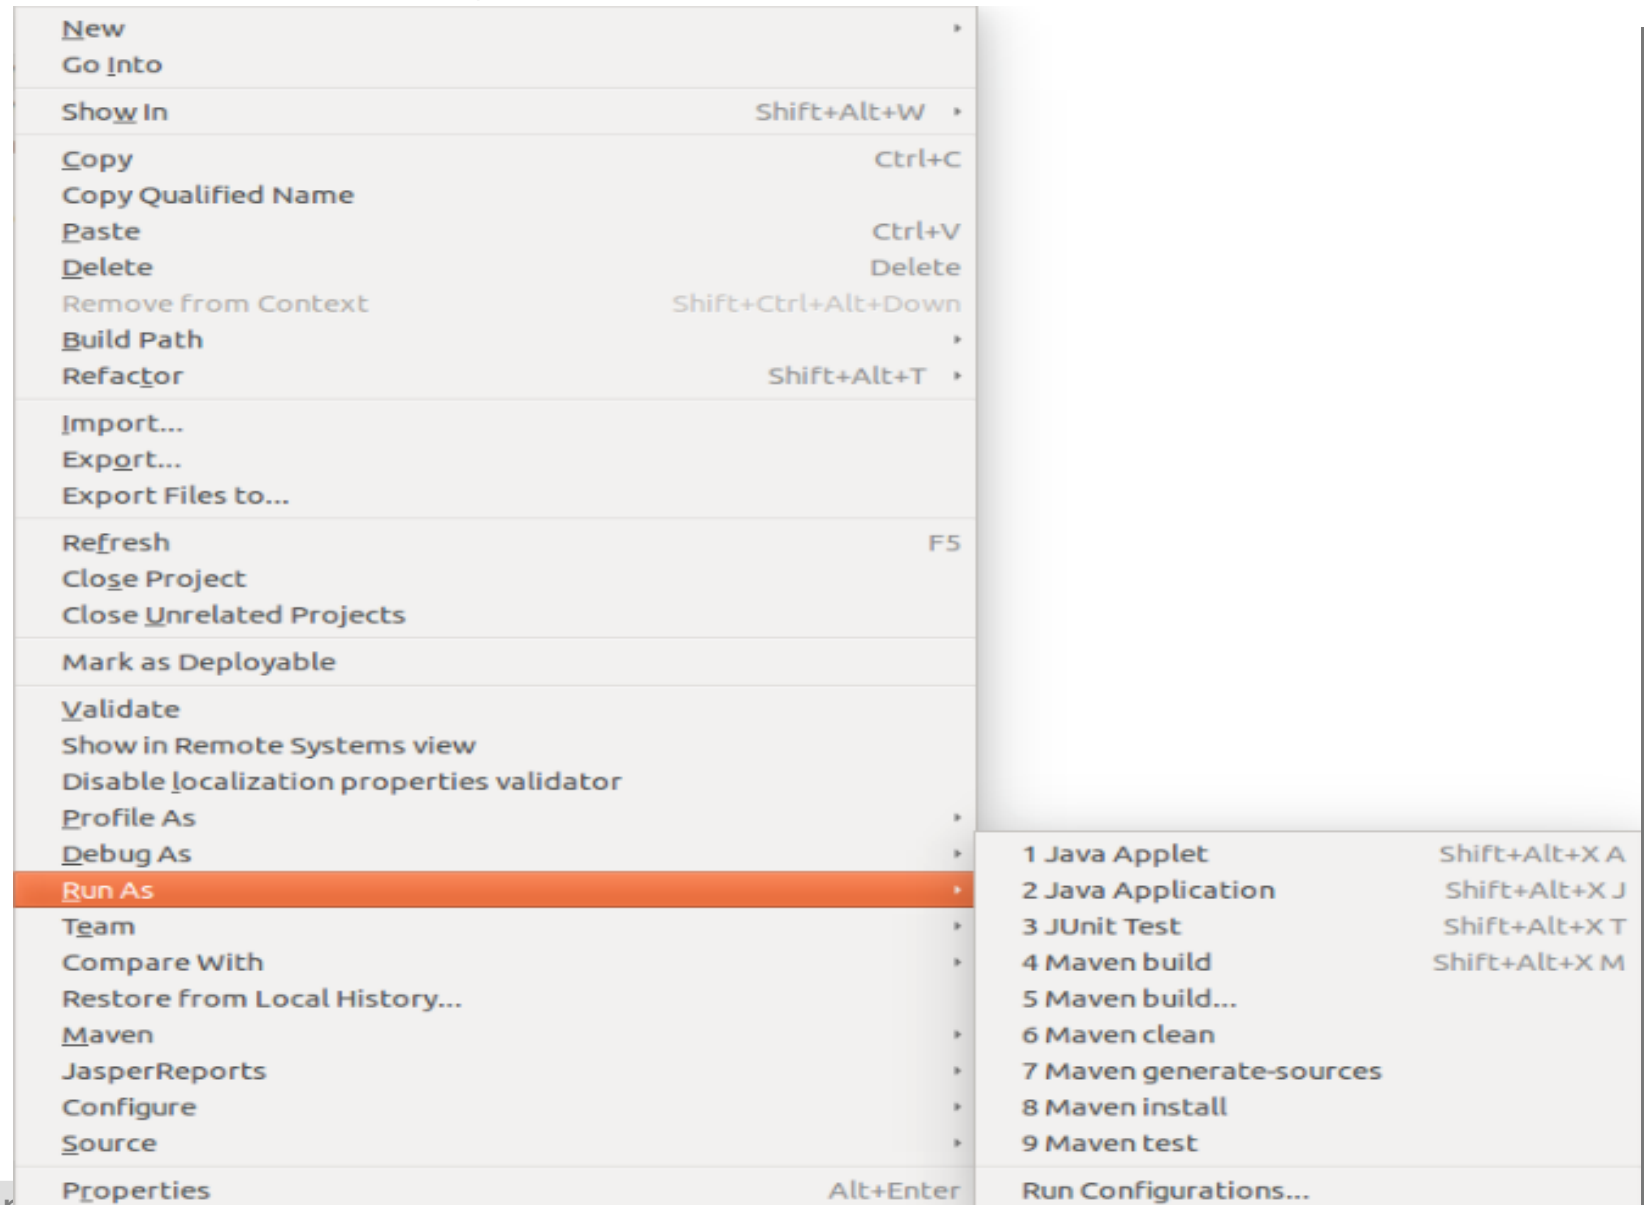 New
Go Into
Show In Shift+Alt+W
Copy Ctrl+C
Copy Qualified Name
Paste Ctrl+V
Delete Delete
Remove from Context Shift+Ctrl+Alt+Down
Build Path
Refactor Shift+Alt+T
Import...
Export...
Export Files to...
Refresh F5
Close Project
Close Unrelated Projects
Mark as Deployable
Validate
Show in Remote Systems view
Disable localization properties validator
Profile As
Debug As
Run As
Team
Compare With
Restore from Local History...
Maven
JasperReports
Configure
Source
Properties Alt+Enter
1 Java Applet Shift+Alt+X A
2 Java Application Shift+Alt+X J
3 JUnit Test Shift+Alt+X T
4 Maven build Shift+Alt+X M
5 Maven build...
6 Maven clean
7 Maven generate-sources
8 Maven install
9 Maven test
Run Configurations...